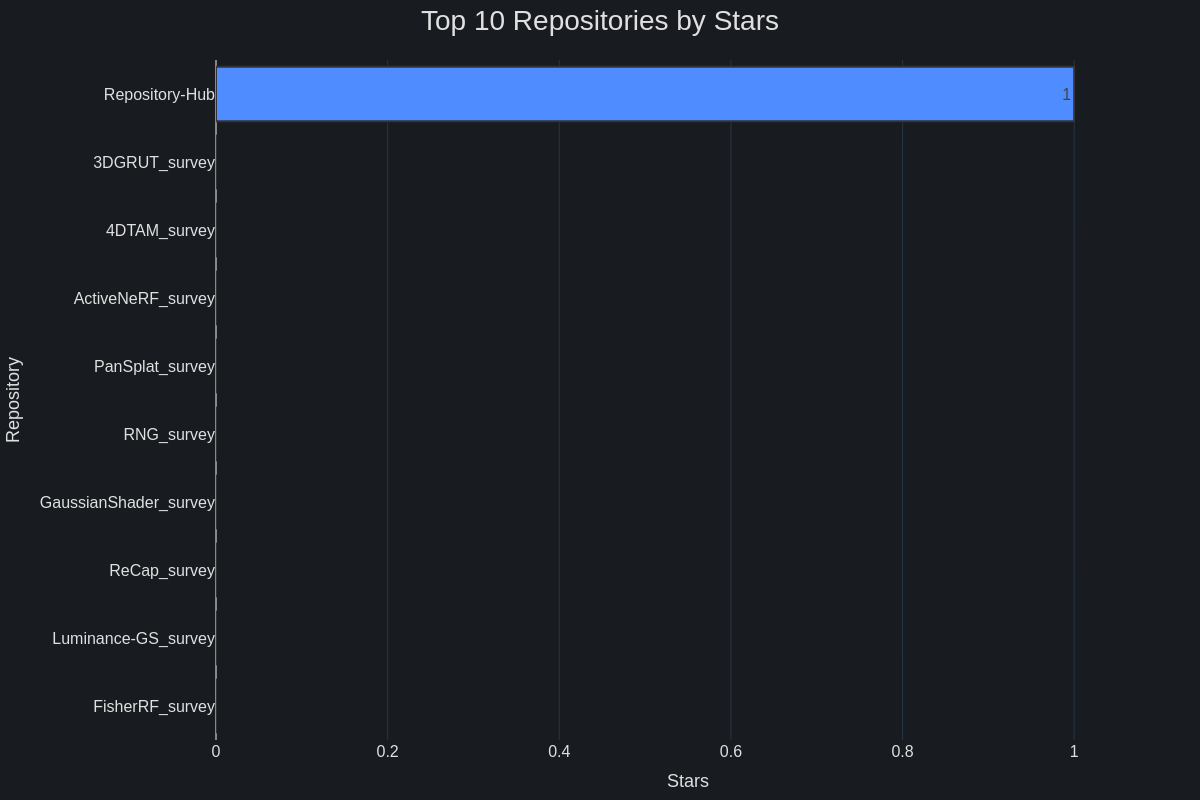 Top 10 Repositories by Stars
Repository
Repository-Hub
1
3DGRUT_survey
4DTAM_survey
ActiveNeRF_survey
PanSplat_survey
RNG_survey
GaussianShader_survey
ReCap_survey
Luminance-GS_survey
FisherRF_survey
0 0.2 0.4 0.6 0.8 1
Stars